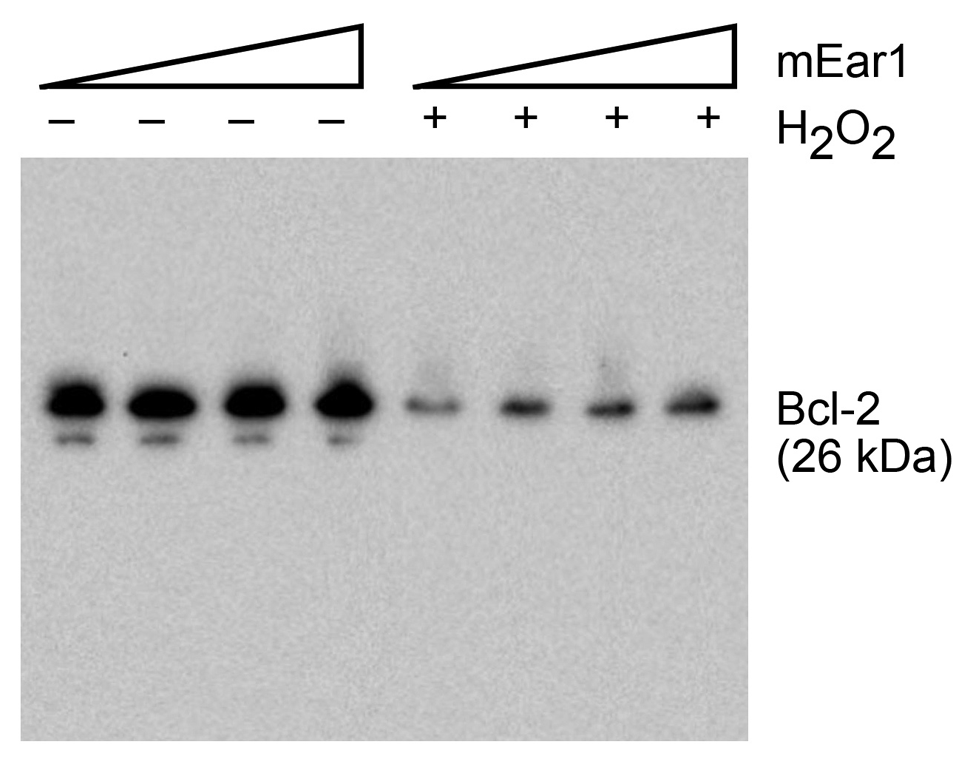 mEar1
− − − − + + + + H₂O₂
Bcl-2
(26 kDa)